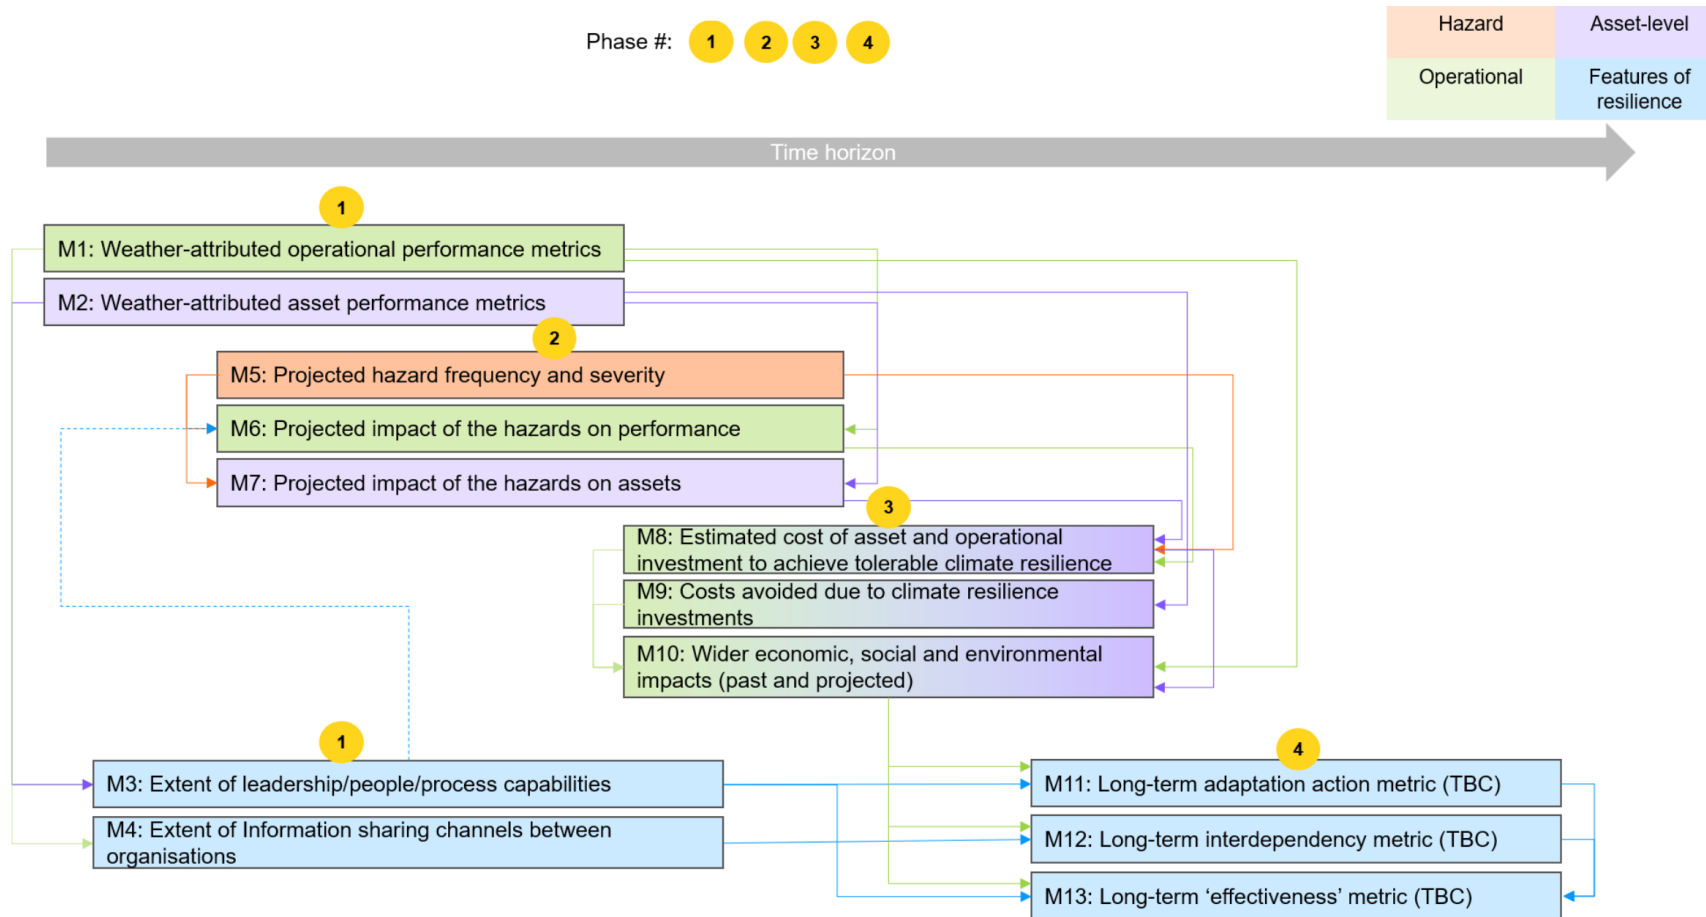 Phase #: 1 2 3 4
Hazard
Asset-level
Operational
Features of
resilience
Time horizon
1
M1: Weather-attributed operational performance metrics
M2: Weather-attributed asset performance metrics
2
M5: Projected hazard frequency and severity
M6: Projected impact of the hazards on performance
M7: Projected impact of the hazards on assets
3
M8: Estimated cost of asset and operational
investment to achieve tolerable climate resilience
M9: Costs avoided due to climate resilience
investments
M10: Wider economic, social and environmental
impacts (past and projected)
1
M3: Extent of leadership/people/process capabilities
M4: Extent of Information sharing channels between
organisations
4
M11: Long-term adaptation action metric (TBC)
M12: Long-term interdependency metric (TBC)
M13: Long-term ‘effectiveness’ metric (TBC)